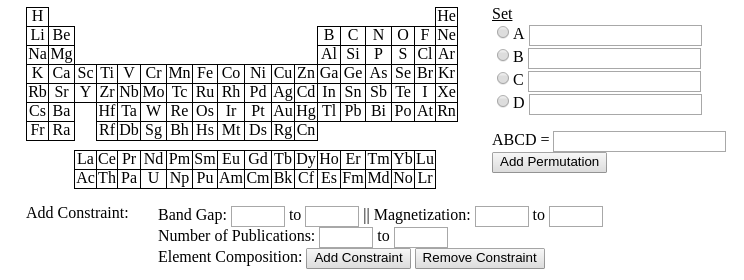 H He
Li Be B C N O F Ne
Na Mg Al Si P S Cl Ar
K Ca Sc Ti V Cr Mn Fe Co Ni Cu Zn Ga Ge As Se Br Kr
Rb Sr Y Zr Nb Mo Tc Ru Rh Pd Ag Cd In Sn Sb Te I Xe
Cs Ba Hf Ta W Re Os Ir Pt Au Hg Tl Pb Bi Po At Rn
Fr Ra Rf Db Sg Bh Hs Mt Ds Rg Cn
La Ce Pr Nd Pm Sm Eu Gd Tb Dy Ho Er Tm Yb Lu
Ac Th Pa U Np Pu Am Cm Bk Cf Es Fm Md No Lr
Set
A
B
C
D
ABCD =
Add Permutation
Add Constraint: Band Gap: to || Magnetization: to
Number of Publications: to
Element Composition: Add Constraint Remove Constraint